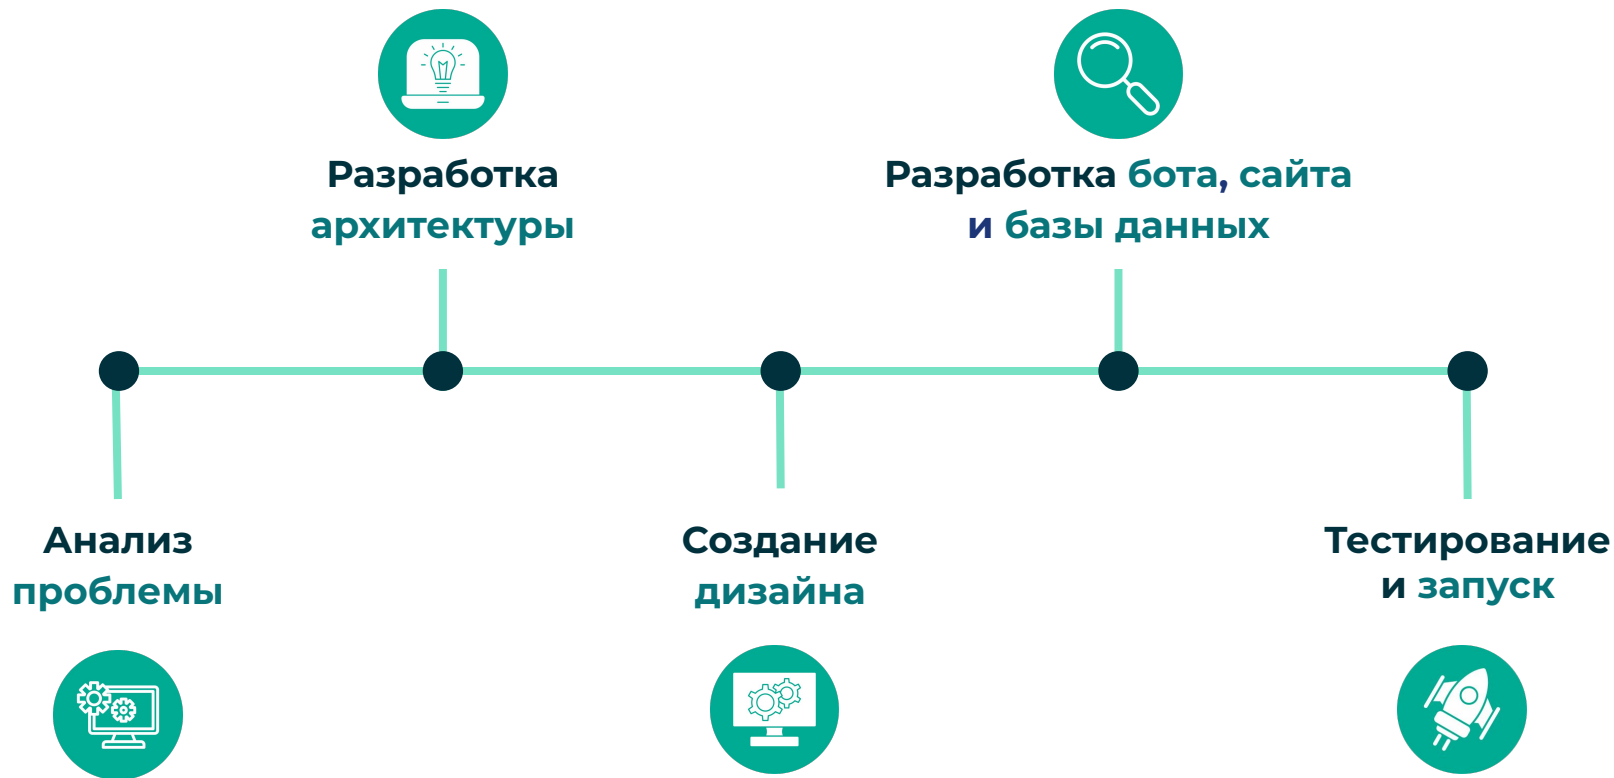 Разработка
архитектуры
Разработка бота, сайта
и базы данных
Анализ
проблемы
Создание
дизайна
Тестирование
и запуск